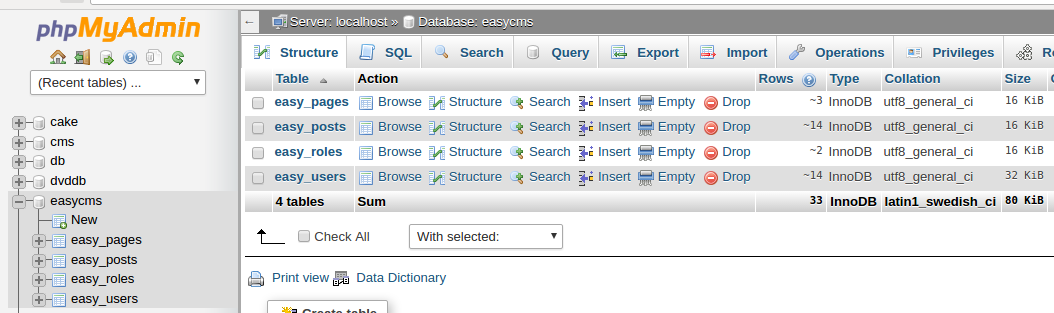 phpMyAdmin
(Recent tables) ...
cake
cms
db
dvddb
easycms
New
easy_pages
easy_posts
easy_roles
easy_users
Server: localhost » Database: easycms
Structure SQL Search Query Export Import Operations Privileges
Table Action Rows Type Collation Size
easy_pages Browse Structure Search Insert Empty Drop ~3 InnoDB utf8_general_ci 16 KiB
easy_posts Browse Structure Search Insert Empty Drop ~14 InnoDB utf8_general_ci 16 KiB
easy_roles Browse Structure Search Insert Empty Drop ~2 InnoDB utf8_general_ci 16 KiB
easy_users Browse Structure Search Insert Empty Drop ~14 InnoDB utf8_general_ci 32 KiB
4 tables Sum 33 InnoDB latin1_swedish_ci 80 KiB
Check All With selected:
Print view Data Dictionary
Create table